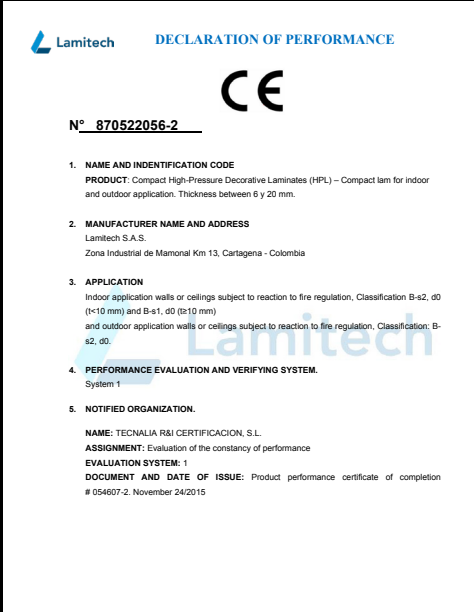 Lamitech
DECLARATION OF PERFORMANCE
CE
N° 870522056-2
1. NAME AND INDENTIFICATION CODE
PRODUCT: Compact High-Pressure Decorative Laminates (HPL) – Compact lam for indoor
and outdoor application. Thickness between 6 y 20 mm.
2. MANUFACTURER NAME AND ADDRESS
Lamitech S.A.S.
Zona Industrial de Mamonal Km 13, Cartagena - Colombia
3. APPLICATION
Indoor application walls or ceilings subject to reaction to fire regulation, Classification B-s2, d0
(t<10 mm) and B-s1, d0 (t≥10 mm)
and outdoor application walls or ceilings subject to reaction to fire regulation, Classification: B-
s2, d0.
Lamitech
4. PERFORMANCE EVALUATION AND VERIFYING SYSTEM.
System 1
5. NOTIFIED ORGANIZATION.
NAME: TECNALIA R&I CERTIFICACION, S.L.
ASSIGNMENT: Evaluation of the constancy of performance
EVALUATION SYSTEM: 1
DOCUMENT AND DATE OF ISSUE: Product performance certificate of completion
# 054607-2. November 24/2015